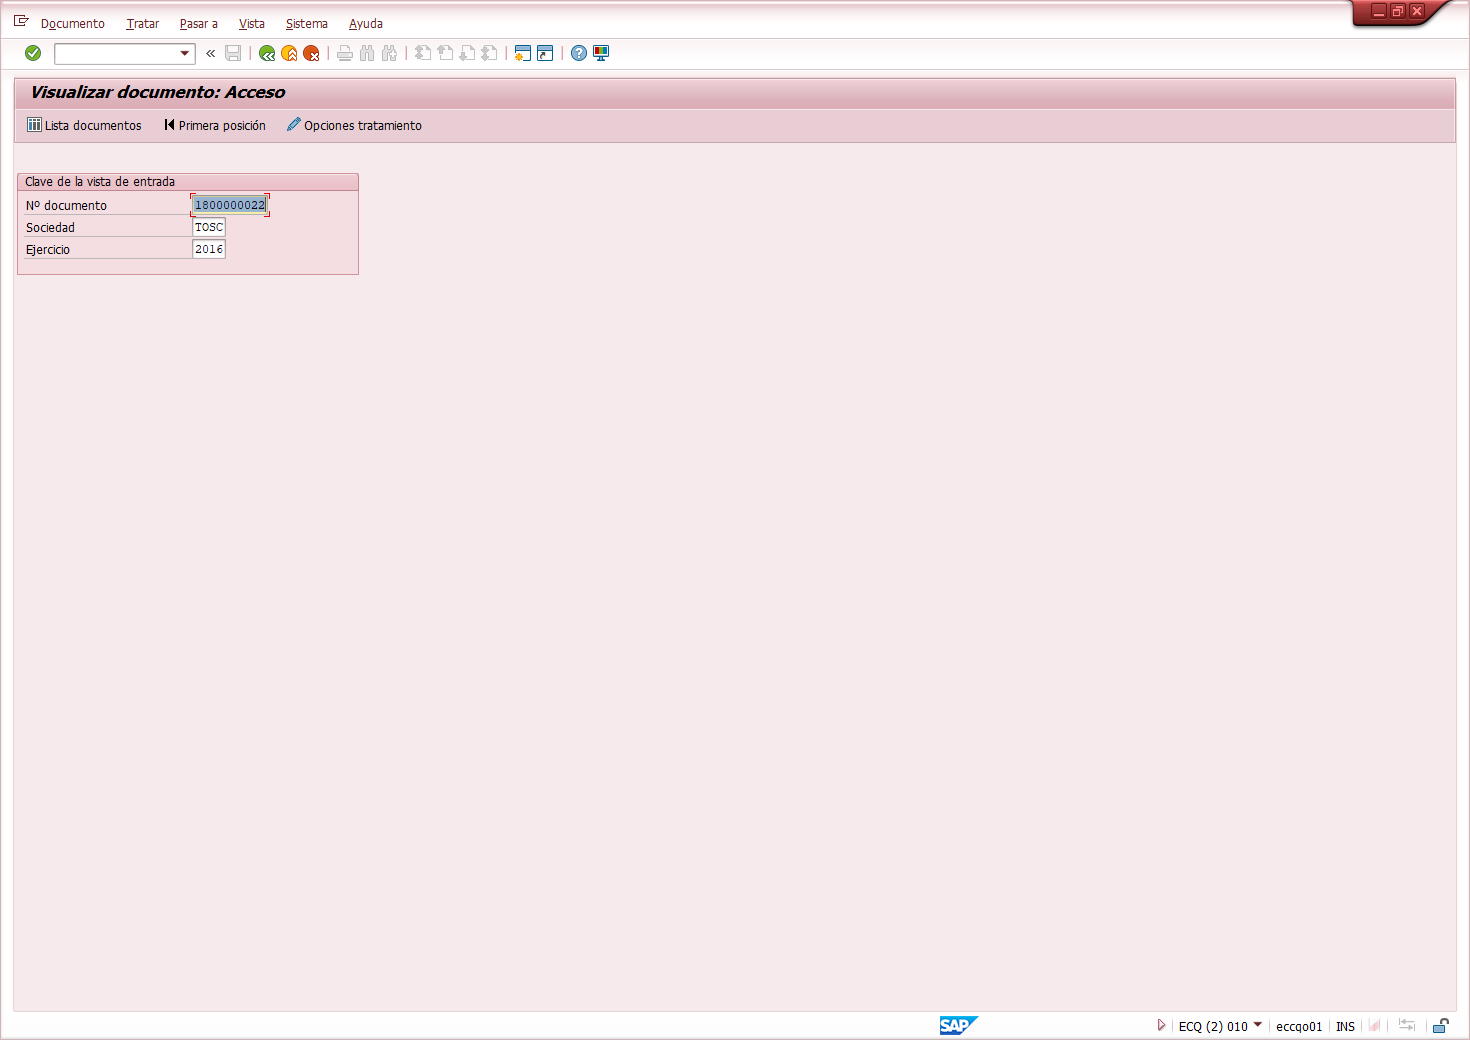 Documento Tratar Pasar a Vista Sistema Ayuda
Visualizar documento: Acceso
Lista documentos Primera posición Opciones tratamiento
Clave de la vista de entrada
Nº documento 1800000022
Sociedad TOSC
Ejercicio 2016
SAP ECQ (2) 010 eccqo01 INS